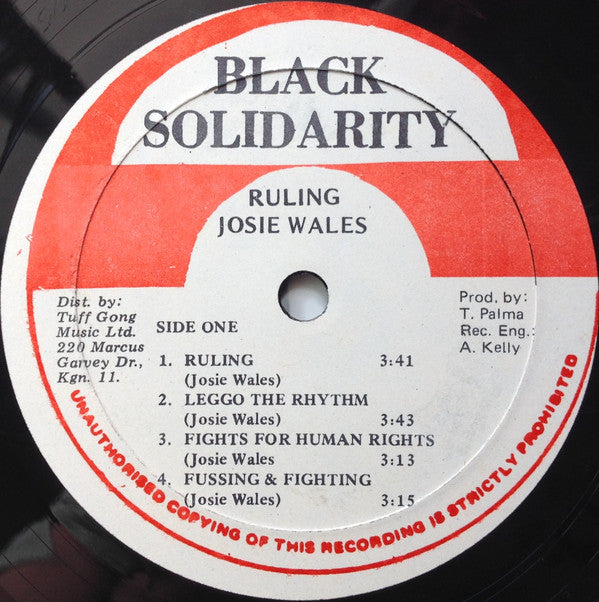 BLACK
SOLIDARITY
RULING
JOSIE WALES
Dist. by:
Tuff Gong
Music Ltd.
220 Marcus
Garvey Dr.,
Kgn. 11.
Prod. by:
T. Palma
Rec. Eng.:
A. Kelly
SIDE ONE
1. RULING 3:41
(Josie Wales)
2. LEGGO THE RHYTHM
(Josie Wales) 3:43
3. FIGHTS FOR HUMAN RIGHTS
(Josie Wales 3:13
4. FUSSING & FIGHTING
(Josie Wales) 3:15
UNAUTHORISED COPYING OF THIS RECORDING IS STRICTLY PROHIBITED